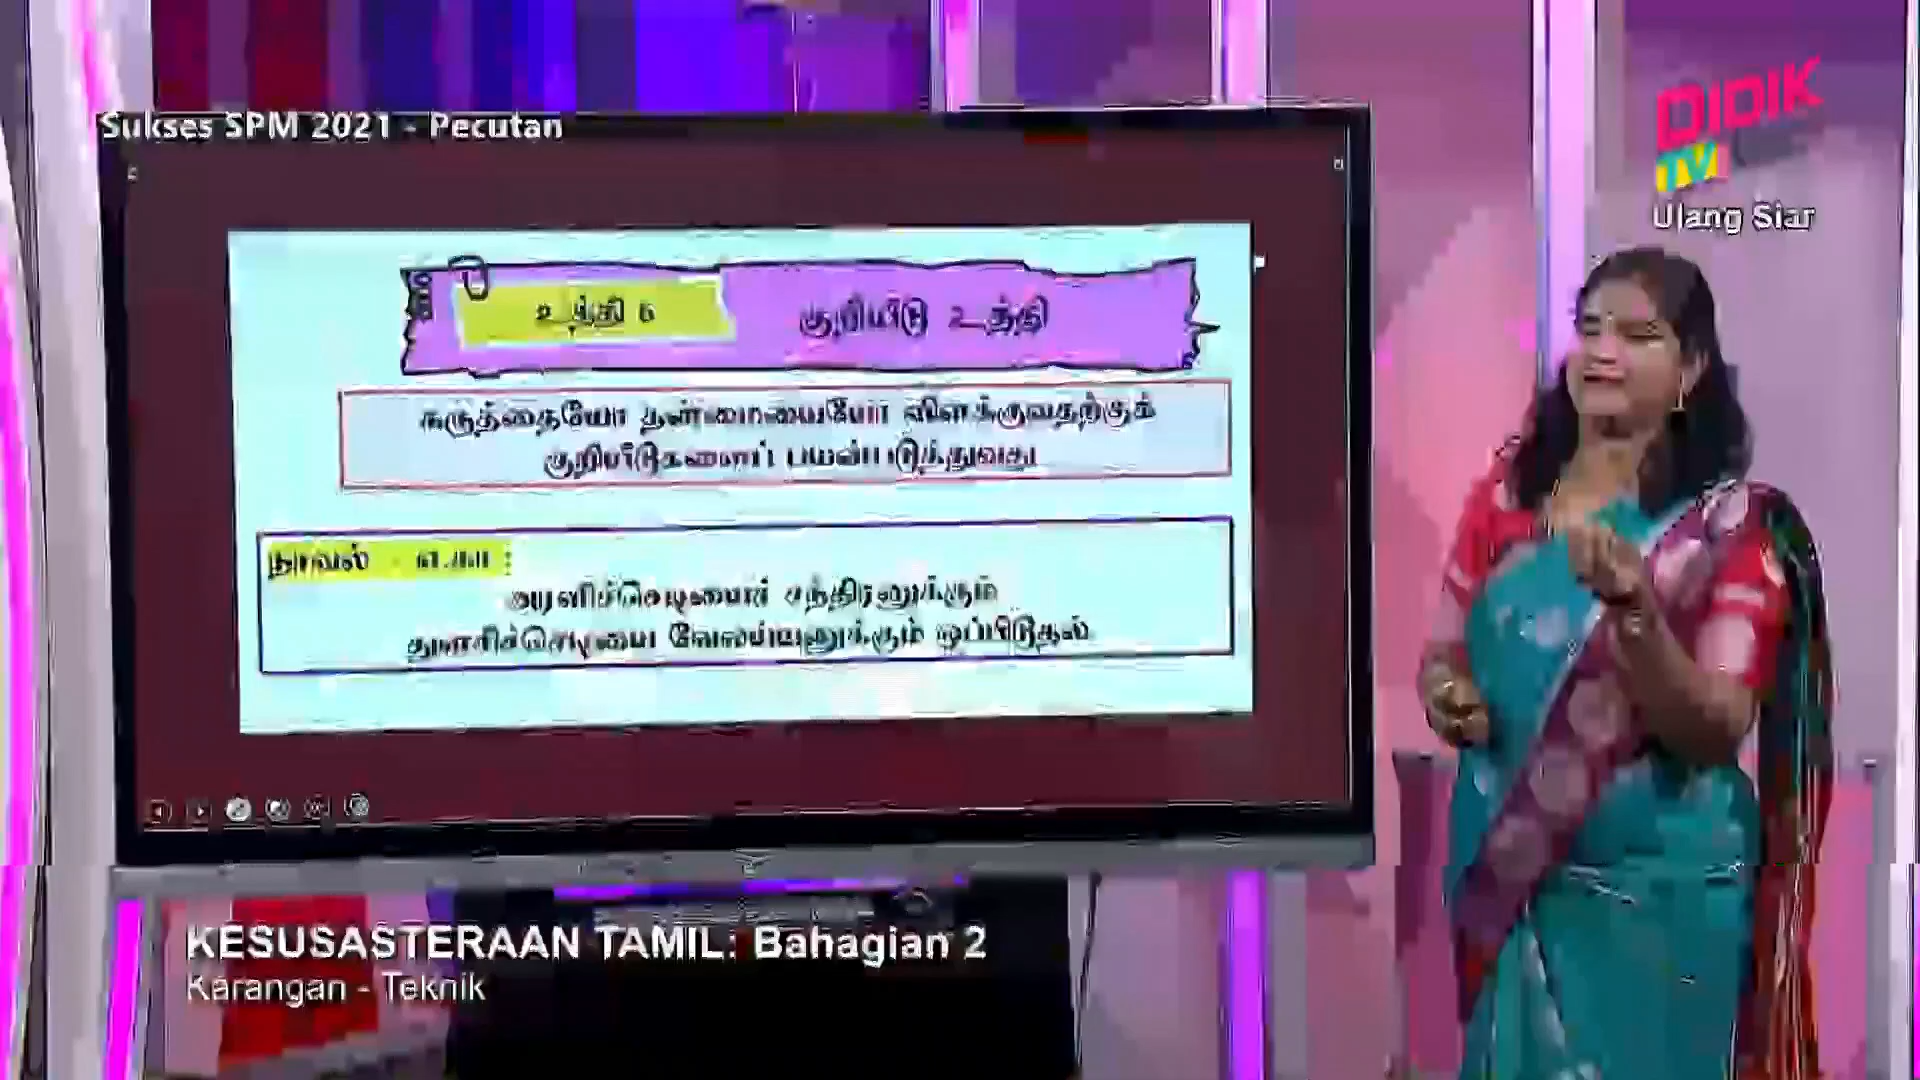 Sukses SPM 2021 - Pecutan
DIDIK
TV
Ulang Siar
உத்தி 6
குறியீடு உத்தி
கருத்தையோ தன்மையையோ விளக்குவதற்குக்
குறியீடுகளைப் பயன்படுத்துவது
நாவல் - எ.கா :
அரளிச்செடியைச் சந்திரனுக்கும்
துளசிச்செடியை வேலய்யனுக்கும் ஒப்பிடுதல்.
KESUSASTERAAN TAMIL: Bahagian 2
Karangan - Teknik